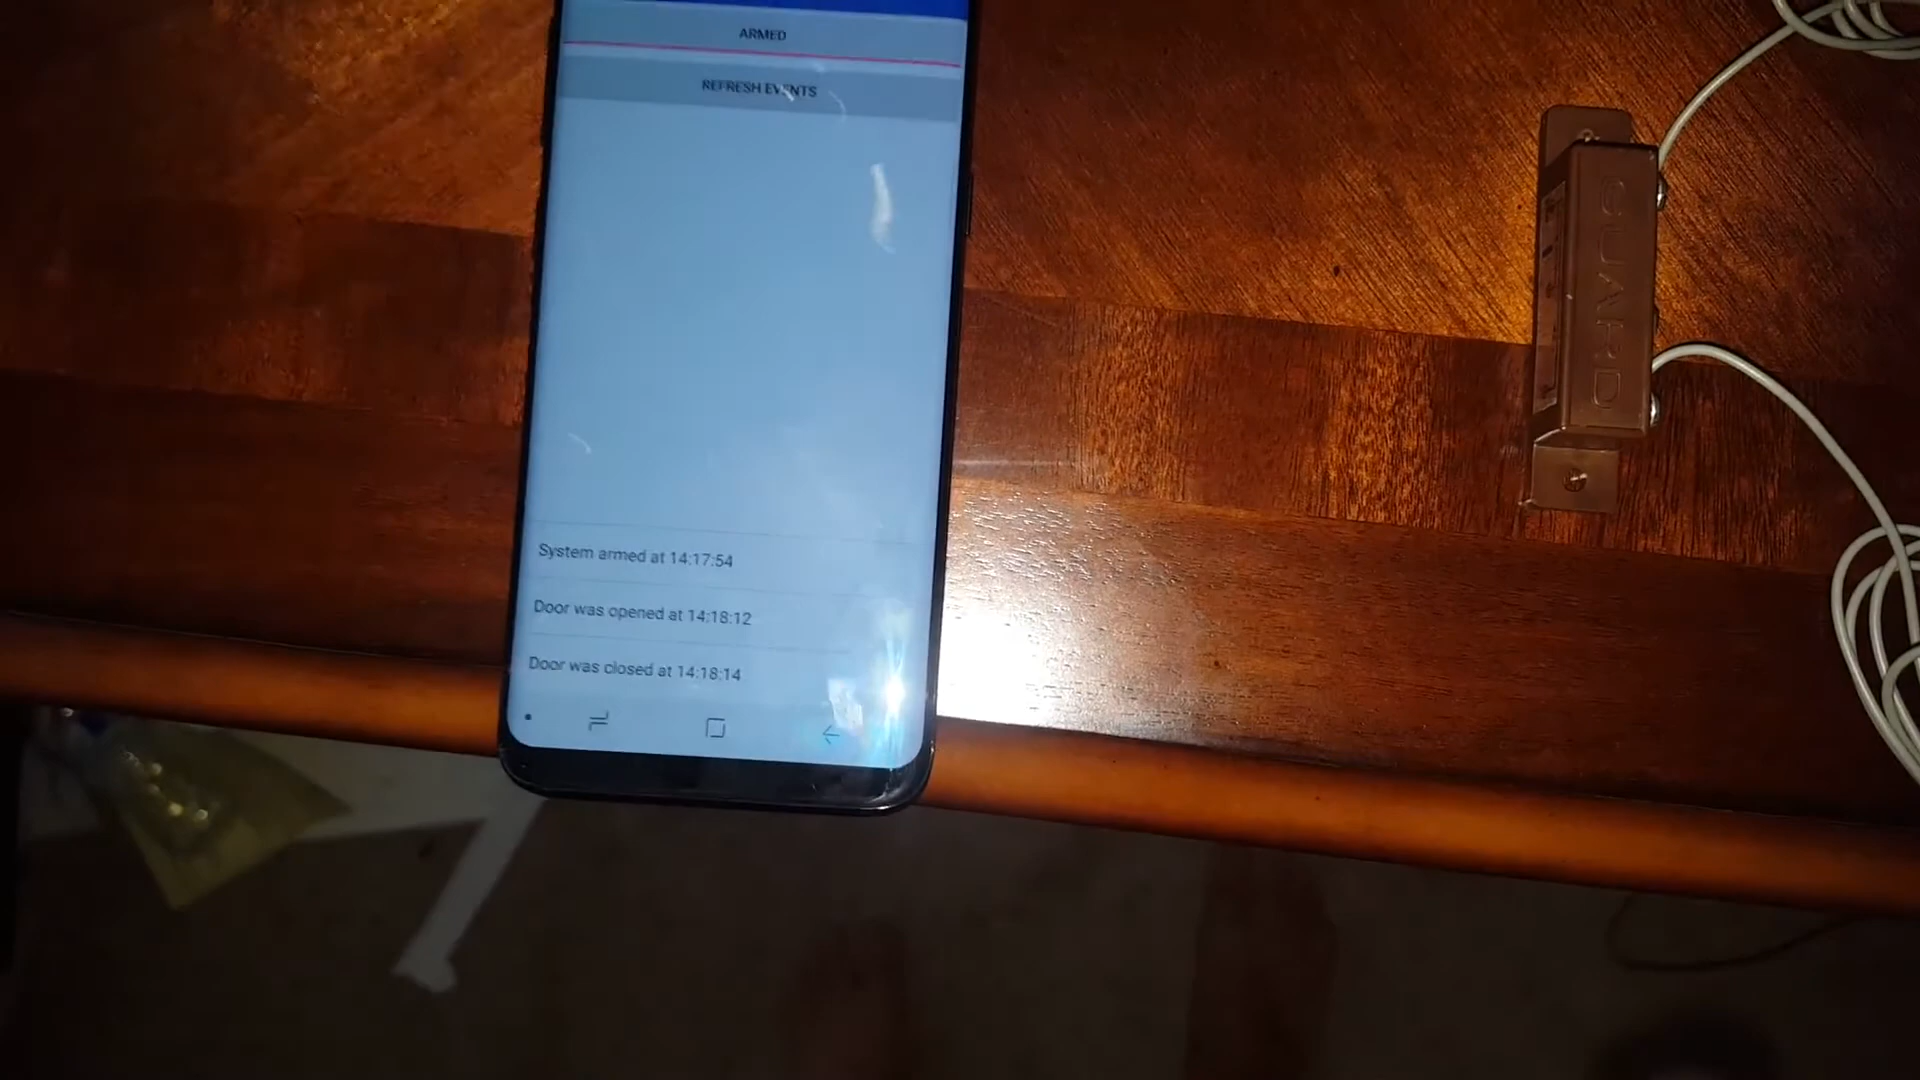 ARMED
REFRESH EVENTS
System armed at 14:17:54
Door was opened at 14:18:12
Door was closed at 14:18:14
GUARD